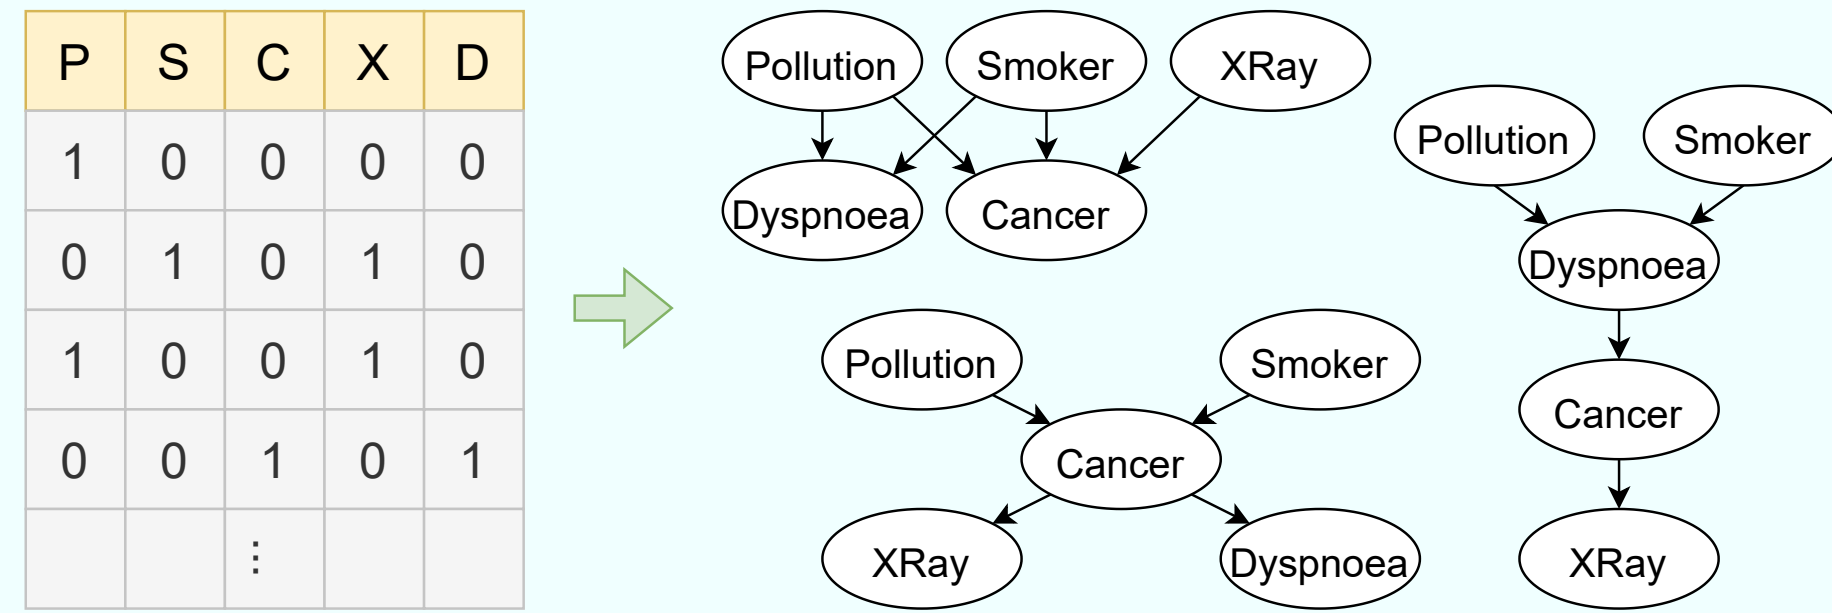 P S C X D
1 0 0 0 0
0 1 0 1 0
1 0 0 1 0
0 0 1 0 1
⋮
Pollution Smoker XRay
Dyspnoea Cancer
Pollution Smoker
Cancer
XRay Dyspnoea
Pollution Smoker
Dyspnoea
Cancer
XRay